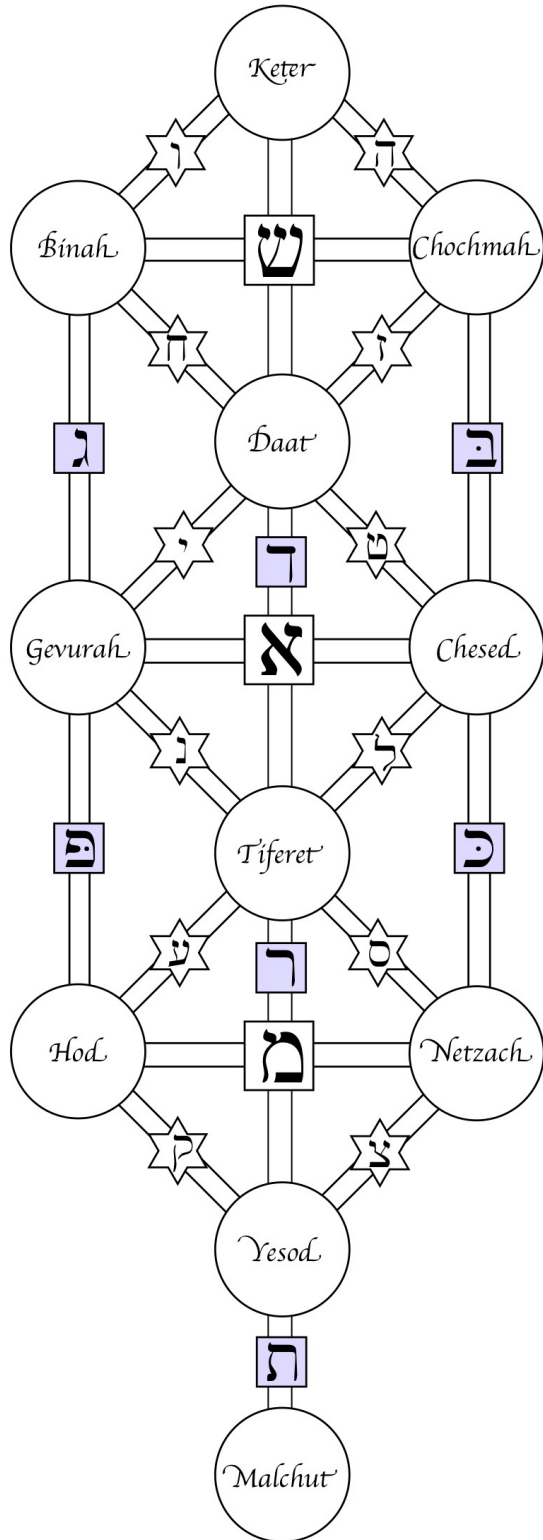 Keter
ו
ה
Binah
ש
Chochmah
ח
ז
Daat
ג
בּ
י
ד
ט
Gevurah
א
Chesed
נ
ל
פּ
Tiferet
כּ
ע
ר
ס
Hod
מ
Netzach
ק
צ
Yesod
ת
Malchut